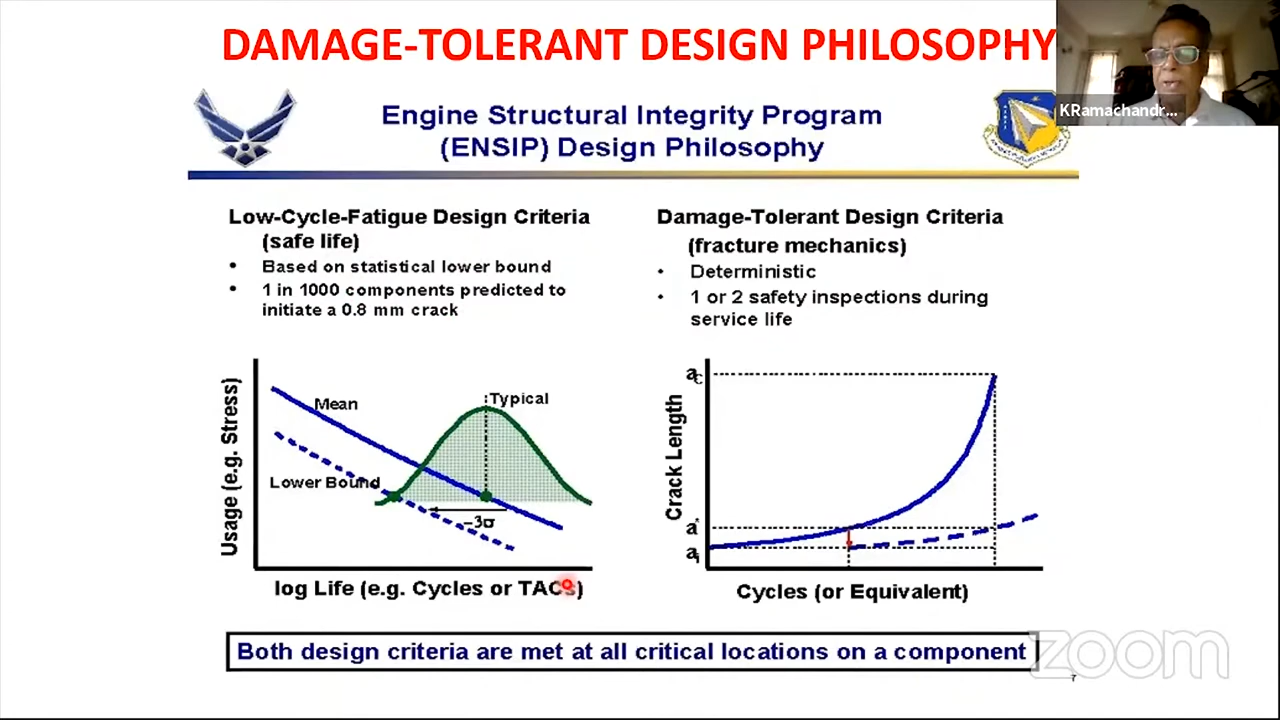 DAMAGE-TOLERANT DESIGN PHILOSOPHY
KRamachandr...
Engine Structural Integrity Program
(ENSIP) Design Philosophy
Low-Cycle-Fatigue Design Criteria
(safe life)
• Based on statistical lower bound
• 1 in 1000 components predicted to
initiate a 0.8 mm crack
Damage-Tolerant Design Criteria
(fracture mechanics)
• Deterministic
• 1 or 2 safety inspections during
service life
Usage (e.g. Stress)
Mean
Typical
Lower Bound
−3σ
log Life (e.g. Cycles or TACs)
Crack Length
ac
a*
ai
Cycles (or Equivalent)
Both design criteria are met at all critical locations on a component
zoom
7